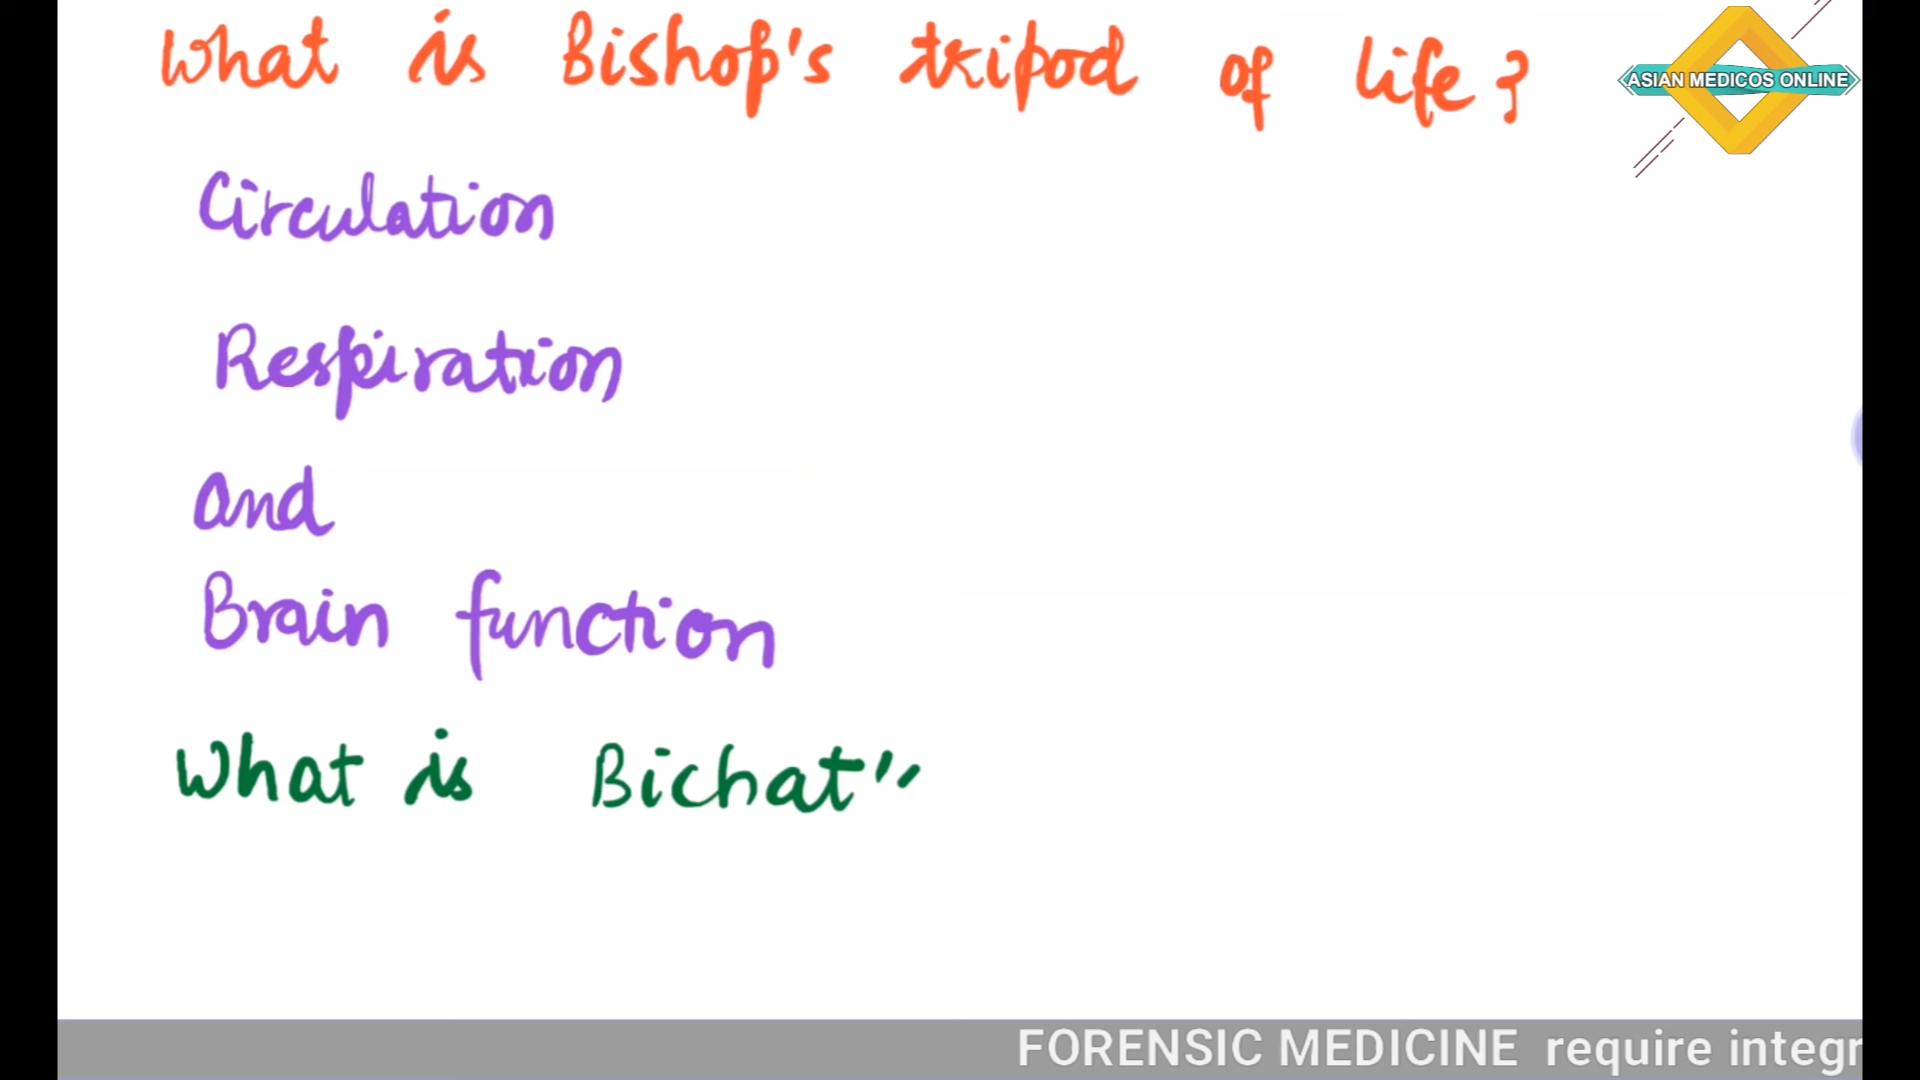 What is Bishop's tripod of life?
ASIAN MEDICOS ONLINE
Circulation
Respiration
and
Brain function
What is Bichat''
FORENSIC MEDICINE require integr